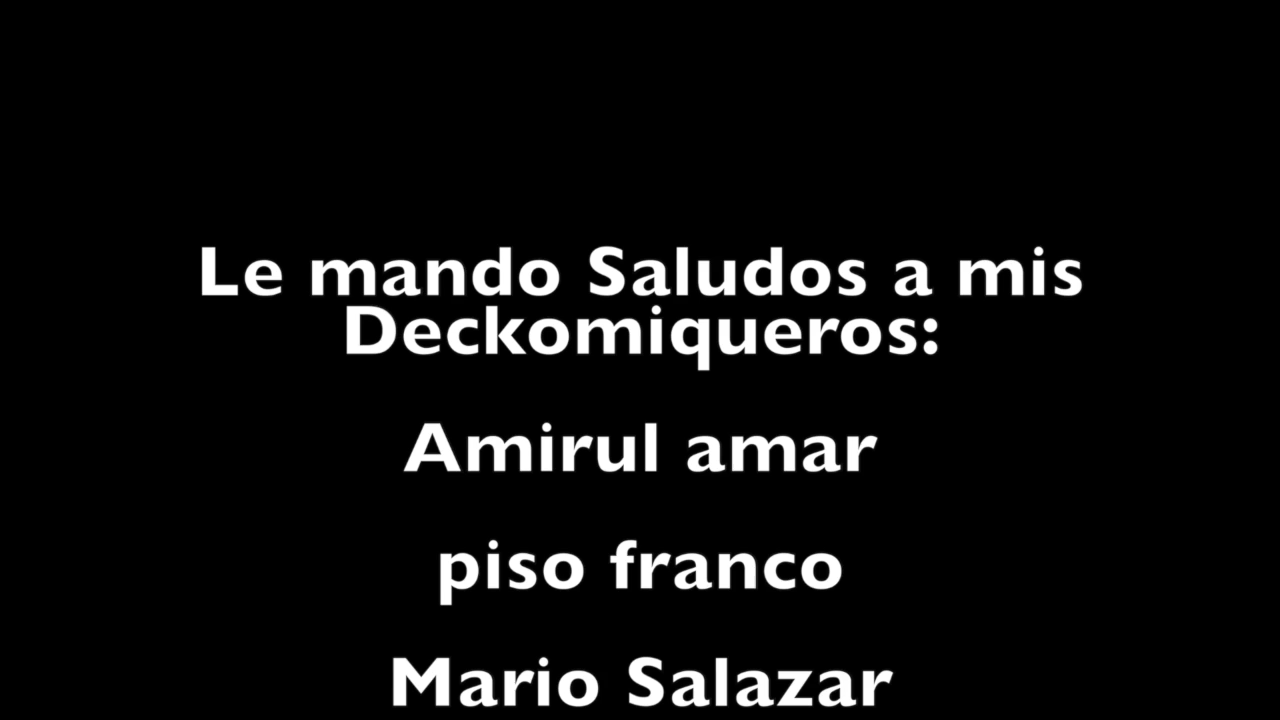 Le mando Saludos a mis
Deckomiqueros:
Amirul amar
piso franco
Mario Salazar